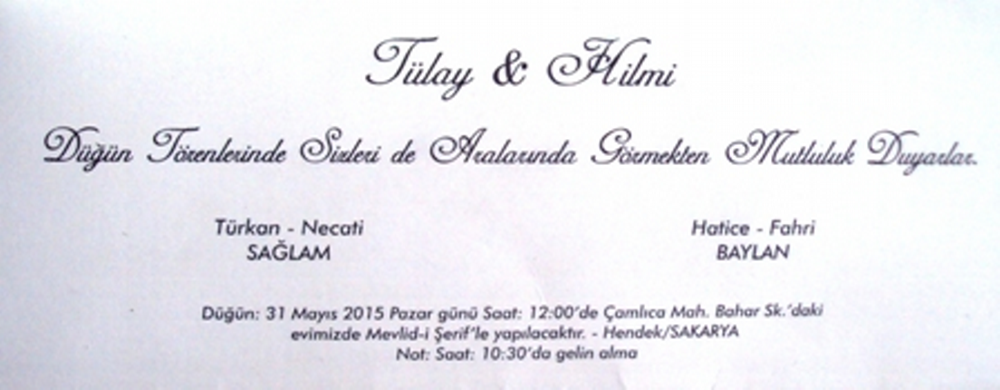 Tülay & Hilmi
Düğün Törenlerinde Sizleri de Aralarında Görmekten Mutluluk Duyarlar.
Türkan - Necati
SAĞLAM
Hatice - Fahri
BAYLAN
Düğün: 31 Mayıs 2015 Pazar günü Saat: 12:00'de Çamlıca Mah. Bahar Sk.'daki
evimizde Mevlid-i Şerif'le yapılacaktır. - Hendek/SAKARYA
Not: Saat: 10:30'da gelin alma